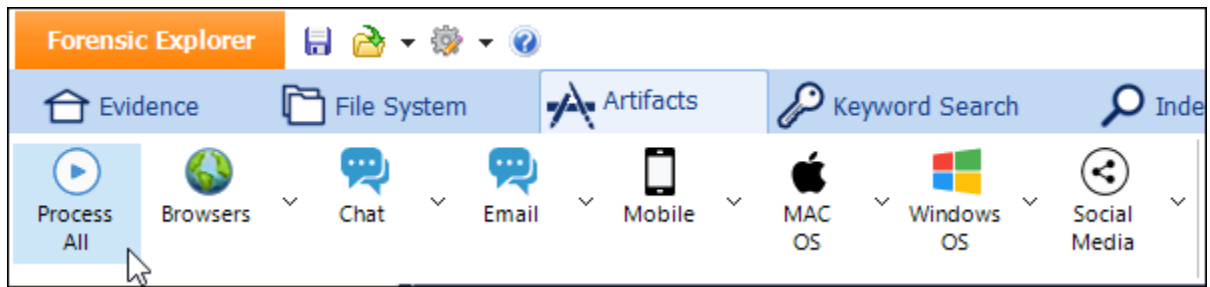 Forensic Explorer
Evidence
File System
Artifacts
Keyword Search
Inde
Process
All
Browsers
Chat
Email
Mobile
MAC
OS
Windows
OS
Social
Media